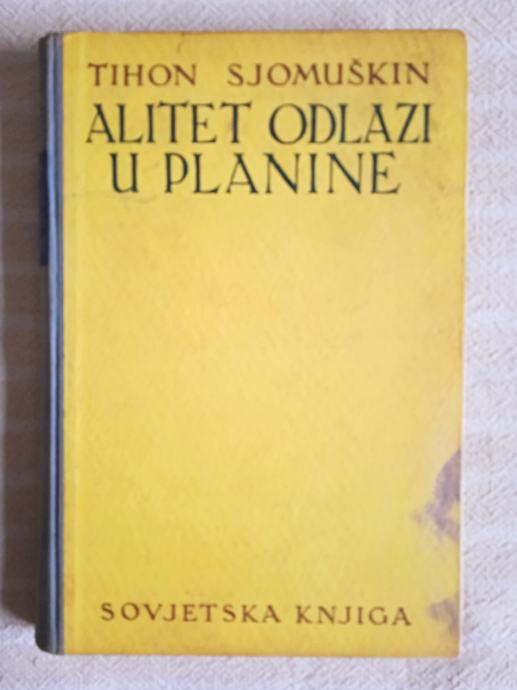 TIHON SJOMUŠKIN
ALITET ODLAZI
U PLANINE
SOVJETSKA KNJIGA